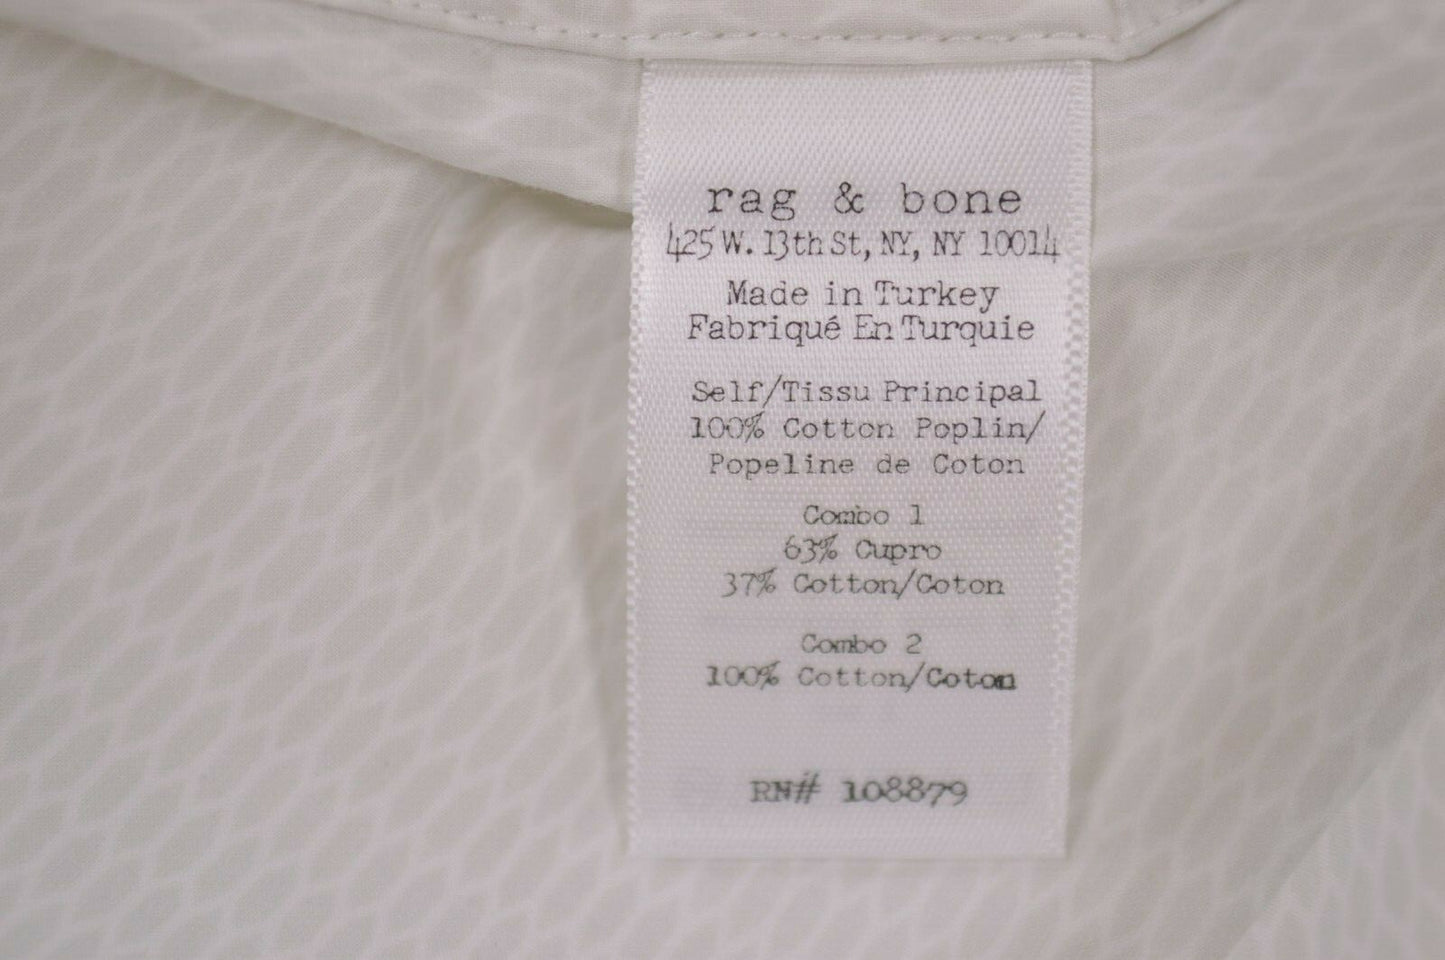 rag & bone
425 W. 13th St, NY, NY 10014
Made in Turkey
Fabriqué En Turquie
Self/Tissu Principal
100% Cotton Poplin/
Popeline de Coton
Combo 1
63% Cupro
37% Cotton/Coton
Combo 2
100% Cotton/Coton
RN# 108879